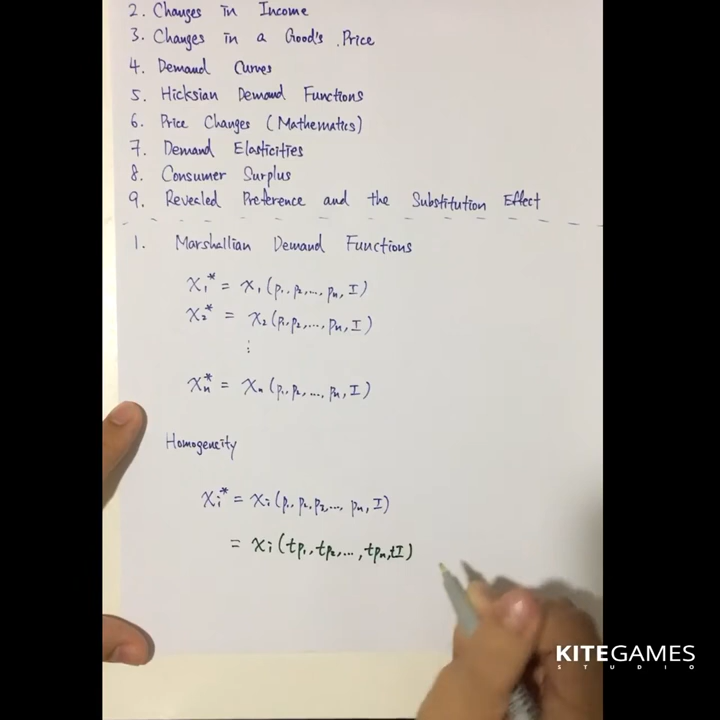 2. Changes in Income
3. Changes in a Good's Price
4. Demand Curves
5. Hicksian Demand Functions
6. Price Changes (Mathematics)
7. Demand Elasticities
8. Consumer Surplus
9. Revealed Preference and the Substitution Effect
1. Marshallian Demand Functions
x₁* = x₁(p₁,p₂,...,pₙ,I)
x₂* = x₂(p₁,p₂,...,pₙ,I)
⋮
xₙ* = xₙ(p₁,p₂,...,pₙ,I)
Homogeneity
xᵢ* = xᵢ(p₁,p₂,p₃,...,pₙ,I)
= xᵢ(tp₁,tp₂,...,tpₙ,tI)
KITEGAMES
STUDIO